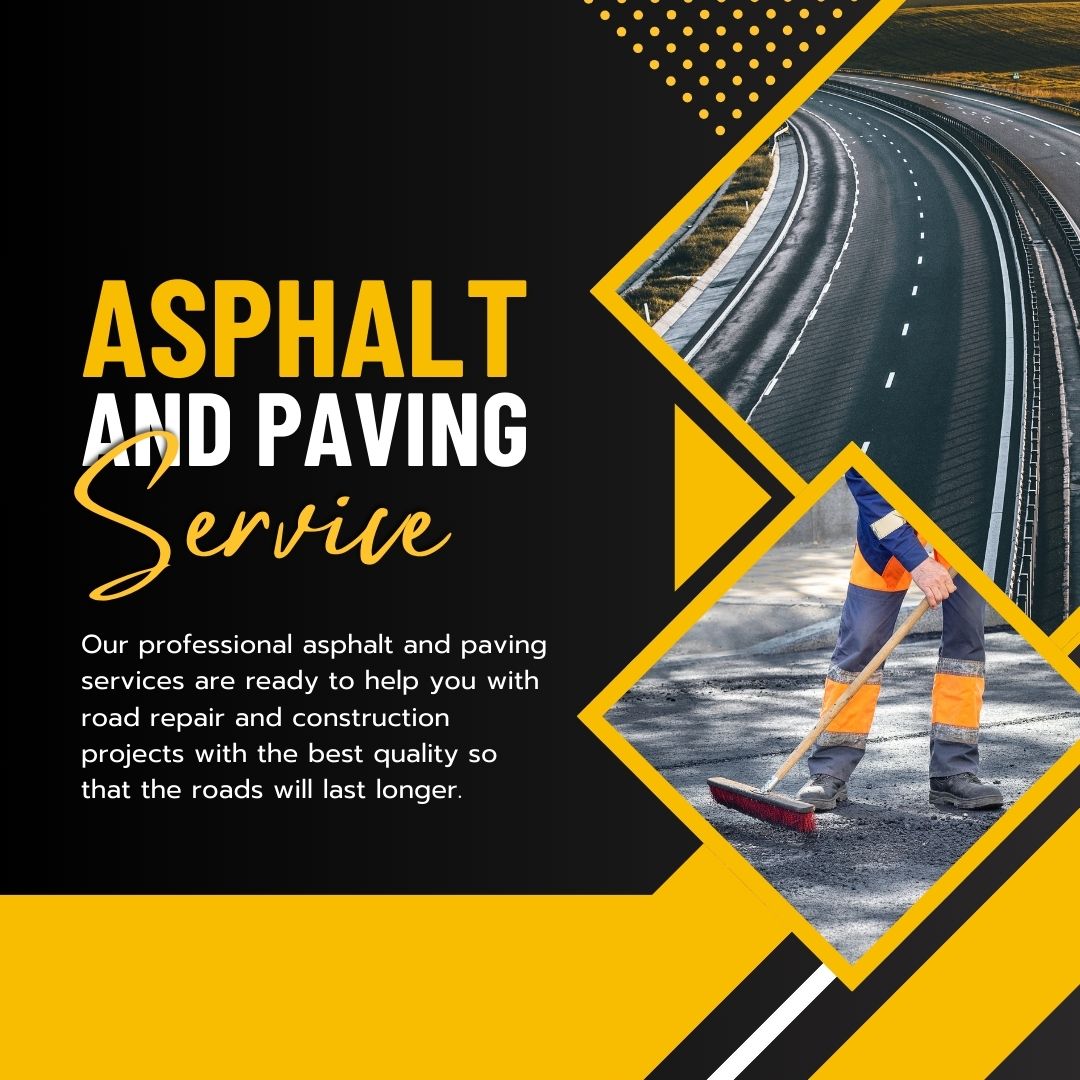 ASPHALT
AND PAVING
Service
Our professional asphalt and paving
services are ready to help you with
road repair and construction
projects with the best quality so
that the roads will last longer.